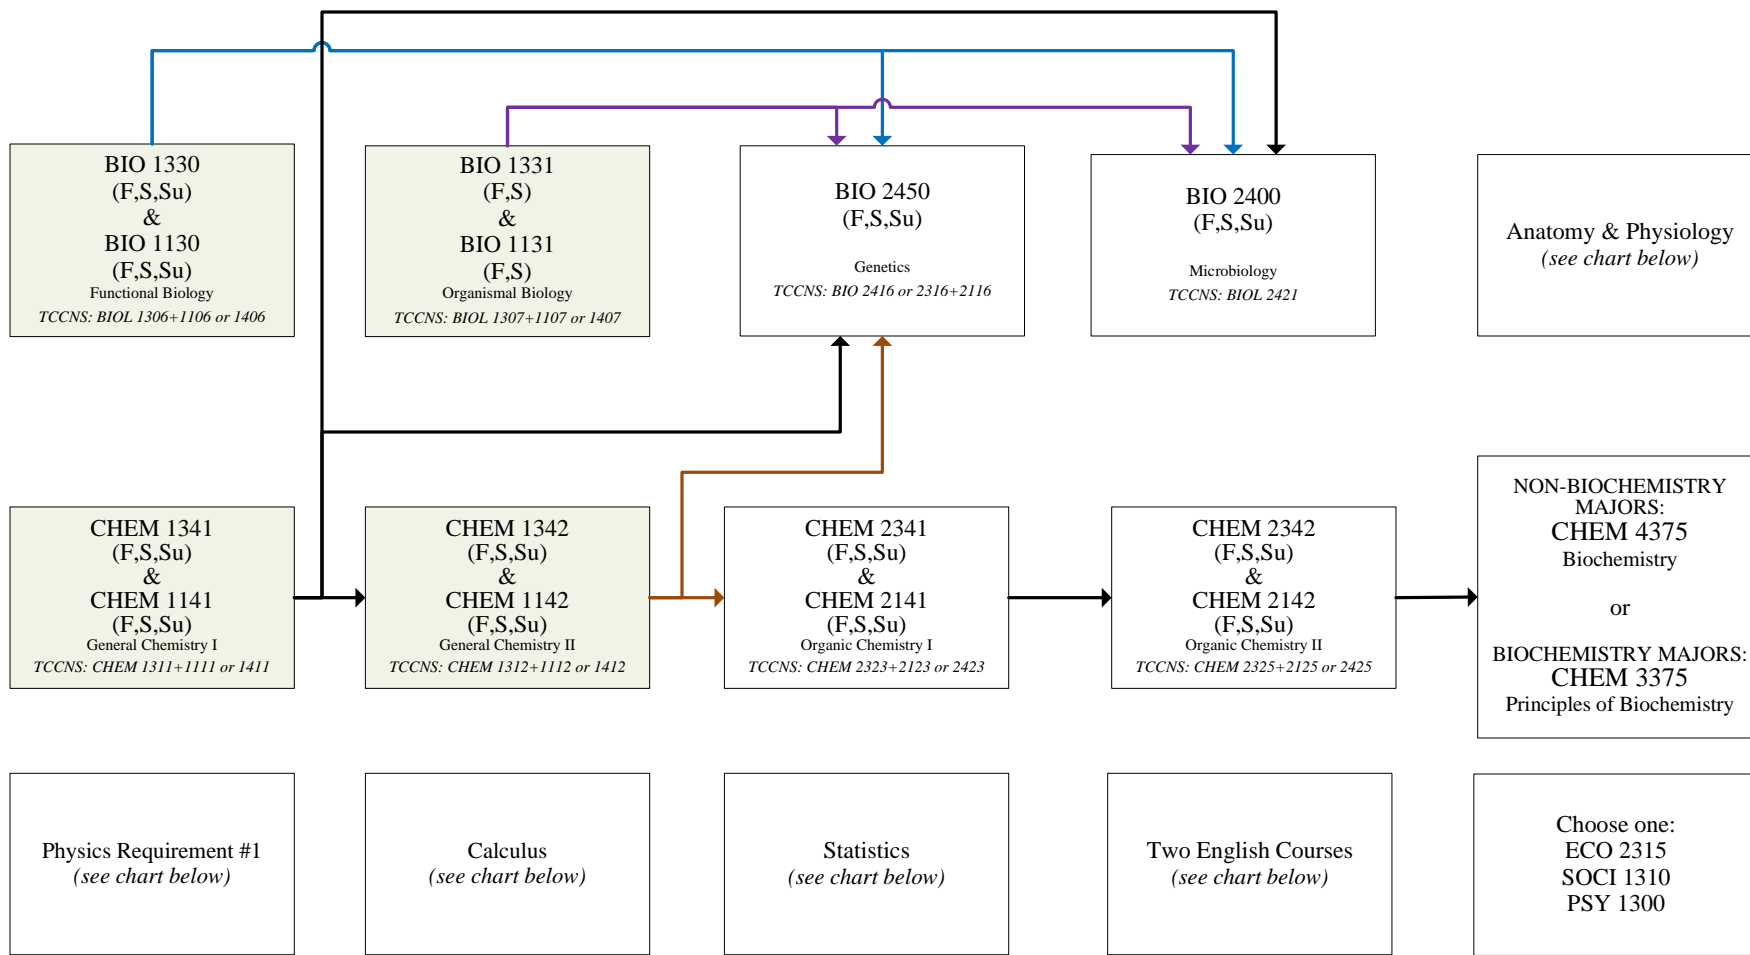 BIO 1330
(F,S,Su)
&
BIO 1130
(F,S,Su)
Functional Biology
TCCNS: BIOL 1306+1106 or 1406
BIO 1331
(F,S)
&
BIO 1131
(F,S)
Organismal Biology
TCCNS: BIOL 1307+1107 or 1407
BIO 2450
(F,S,Su)
Genetics
TCCNS: BIO 2416 or 2316+2116
BIO 2400
(F,S,Su)
Microbiology
TCCNS: BIOL 2421
Anatomy & Physiology
(see chart below)
CHEM 1341
(F,S,Su)
&
CHEM 1141
(F,S,Su)
General Chemistry I
TCCNS: CHEM 1311+1111 or 1411
CHEM 1342
(F,S,Su)
&
CHEM 1142
(F,S,Su)
General Chemistry II
TCCNS: CHEM 1312+1112 or 1412
CHEM 2341
(F,S,Su)
&
CHEM 2141
(F,S,Su)
Organic Chemistry I
TCCNS: CHEM 2323+2123 or 2423
CHEM 2342
(F,S,Su)
&
CHEM 2142
(F,S,Su)
Organic Chemistry II
TCCNS: CHEM 2325+2125 or 2425
NON-BIOCHEMISTRY
MAJORS:
CHEM 4375
Biochemistry
or
BIOCHEMISTRY MAJORS:
CHEM 3375
Principles of Biochemistry
Physics Requirement #1
(see chart below)
Calculus
(see chart below)
Statistics
(see chart below)
Two English Courses
(see chart below)
Choose one:
ECO 2315
SOCI 1310
PSY 1300